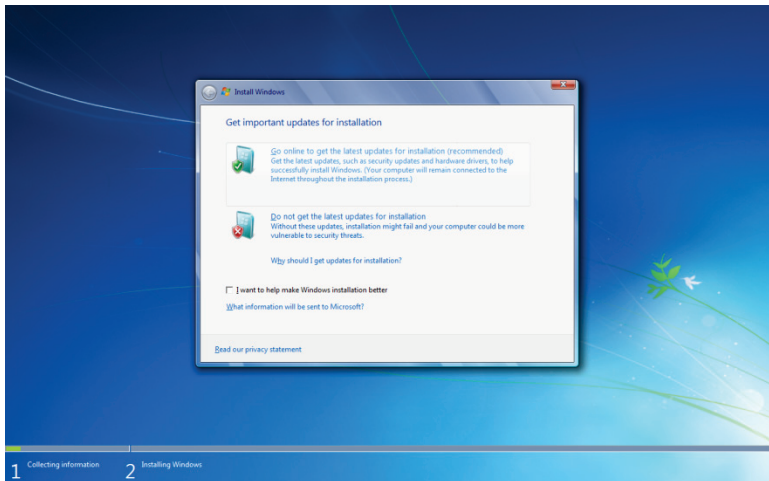 Install Windows
Get important updates for installation
Go online to get the latest updates for installation (recommended)
Get the latest updates, such as security updates and hardware drivers, to help
successfully install Windows. (Your computer will remain connected to the
Internet throughout the installation process.)
Do not get the latest updates for installation
Without these updates, installation might fail and your computer could be more
vulnerable to security threats.
Why should I get updates for installation?
I want to help make Windows installation better
What information will be sent to Microsoft?
Read our privacy statement
1 Collecting information 2 Installing Windows